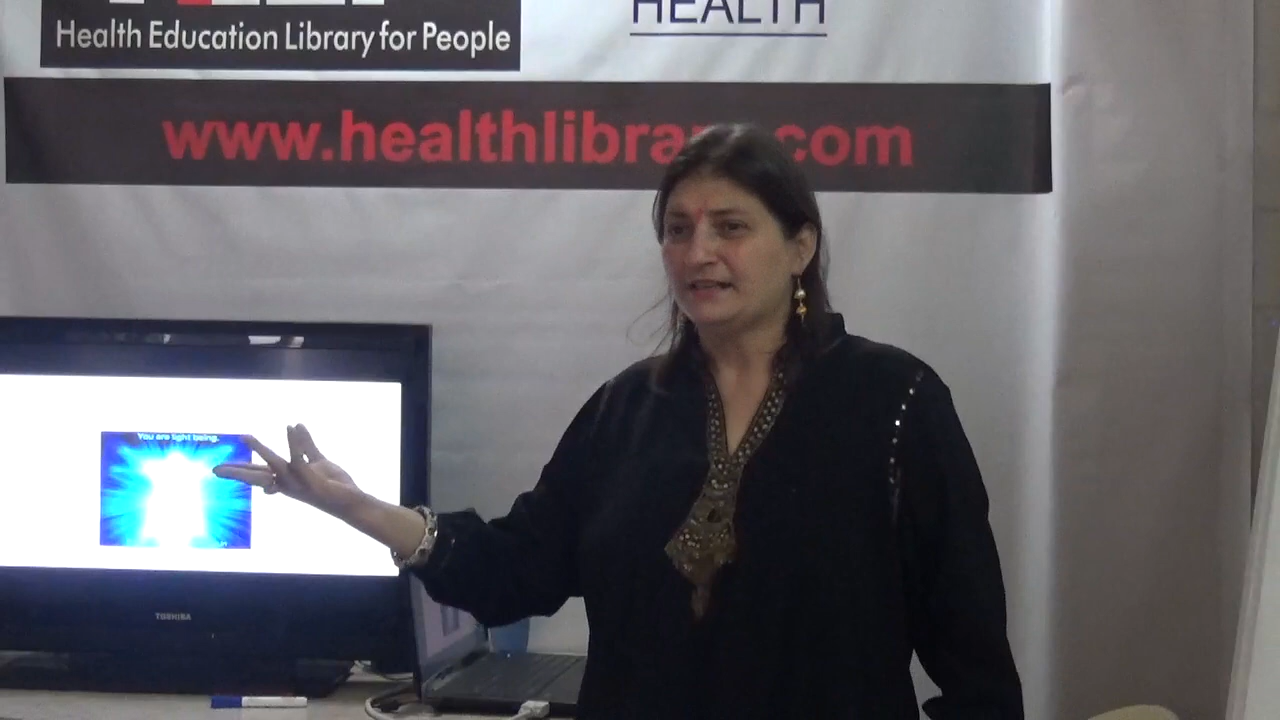 Health Education Library for People
HEALTH
www.healthlibra .com
You are light being.
TOSHIBA